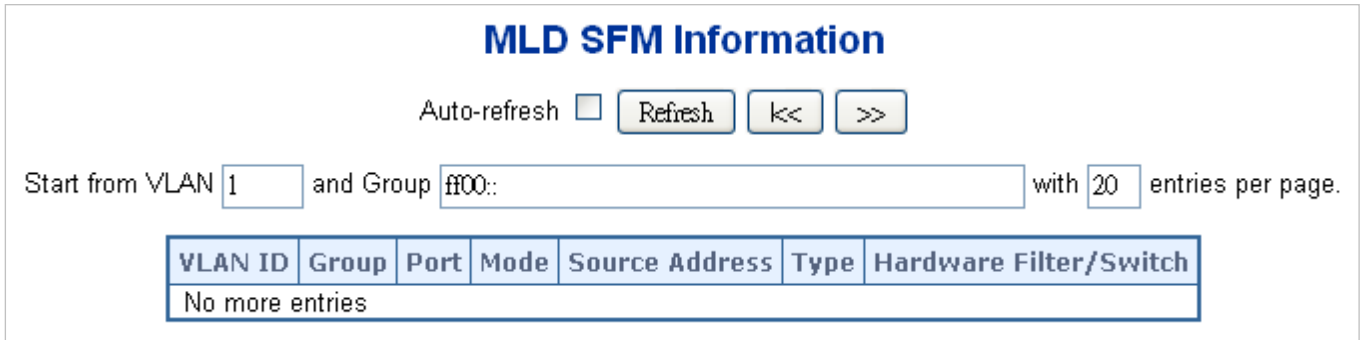 MLD SFM Information
Auto-refresh Refresh |<< >>
Start from VLAN 1 and Group ff00:: with 20 entries per page.
VLAN ID Group Port Mode Source Address Type Hardware Filter/Switch
No more entries